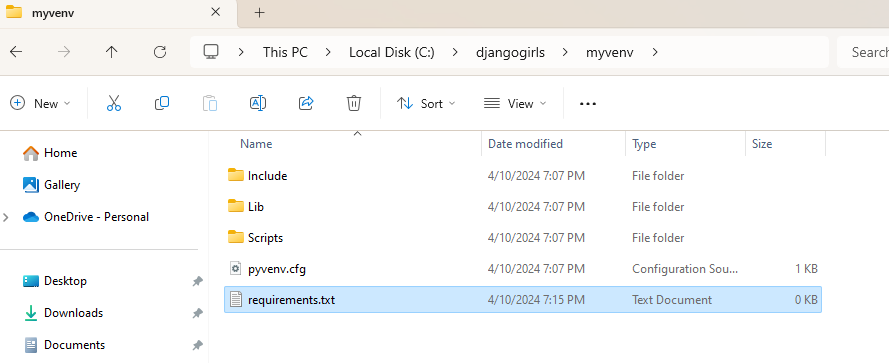 myvenv
This PC Local Disk (C:) djangogirls myvenv Search
New Sort View
Name Date modified Type Size
Home
Gallery
OneDrive - Personal
Desktop
Downloads
Documents
Include 4/10/2024 7:07 PM File folder
Lib 4/10/2024 7:07 PM File folder
Scripts 4/10/2024 7:07 PM File folder
pyvenv.cfg 4/10/2024 7:07 PM Configuration Sou... 1 KB
requirements.txt 4/10/2024 7:15 PM Text Document 0 KB